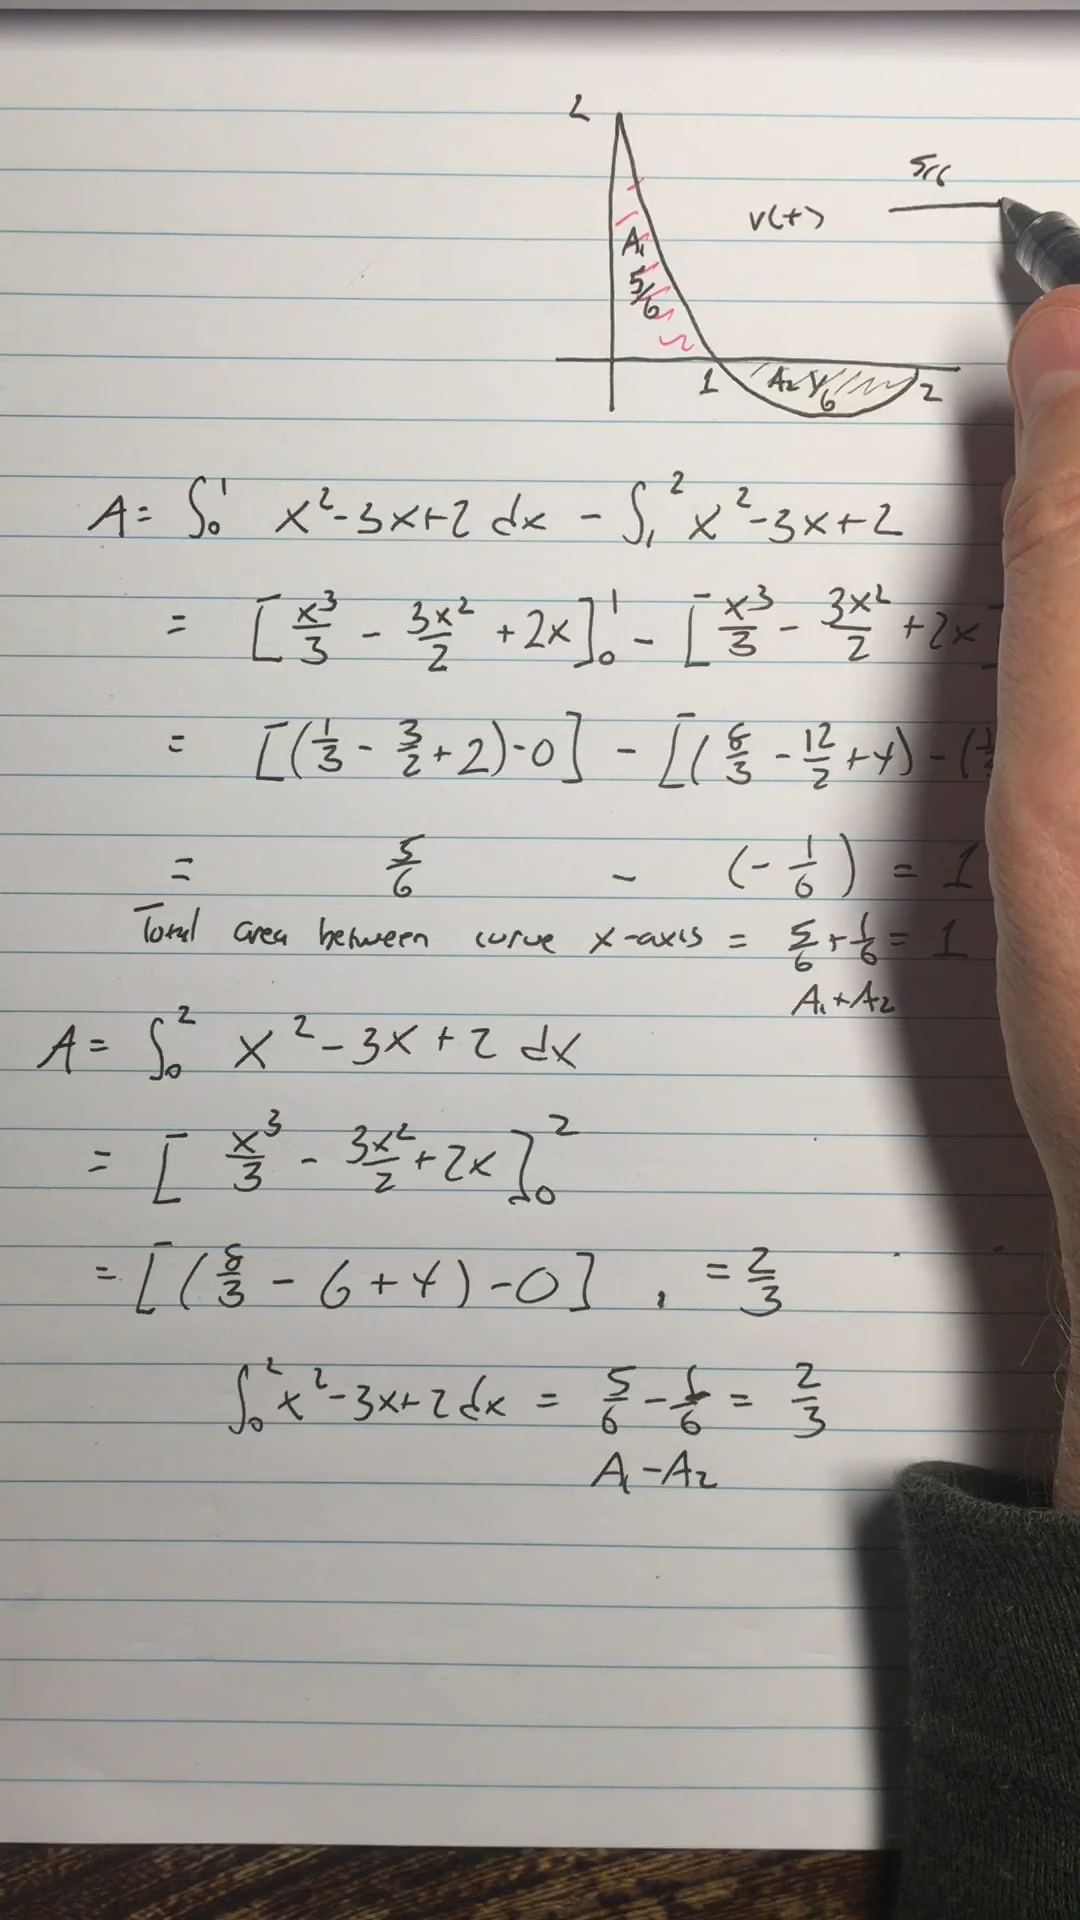 2
5/6
v(t)
A₁
5/6
1 A₂ 1/6 2
A = ∫₀¹ x²-3x+2 dx - ∫₁² x²-3x+2
= [x³/3 - 3x²/2 + 2x]₀¹ - [x³/3 - 3x²/2 + 2x
= [(1/3 - 3/2 + 2) - 0] - [(8/3 - 12/2 + 4) - (
= 5/6 - (-1/6) = 1
Total area between curve x-axis = 5/6 + 1/6 = 1
A₁+A₂
A = ∫₀² x²-3x+2 dx
= [x³/3 - 3x²/2 + 2x]₀²
= [(8/3 - 6 + 4) - 0] , = 2/3
∫₀² x²-3x+2 dx = 5/6 - 1/6 = 2/3
A₁-A₂